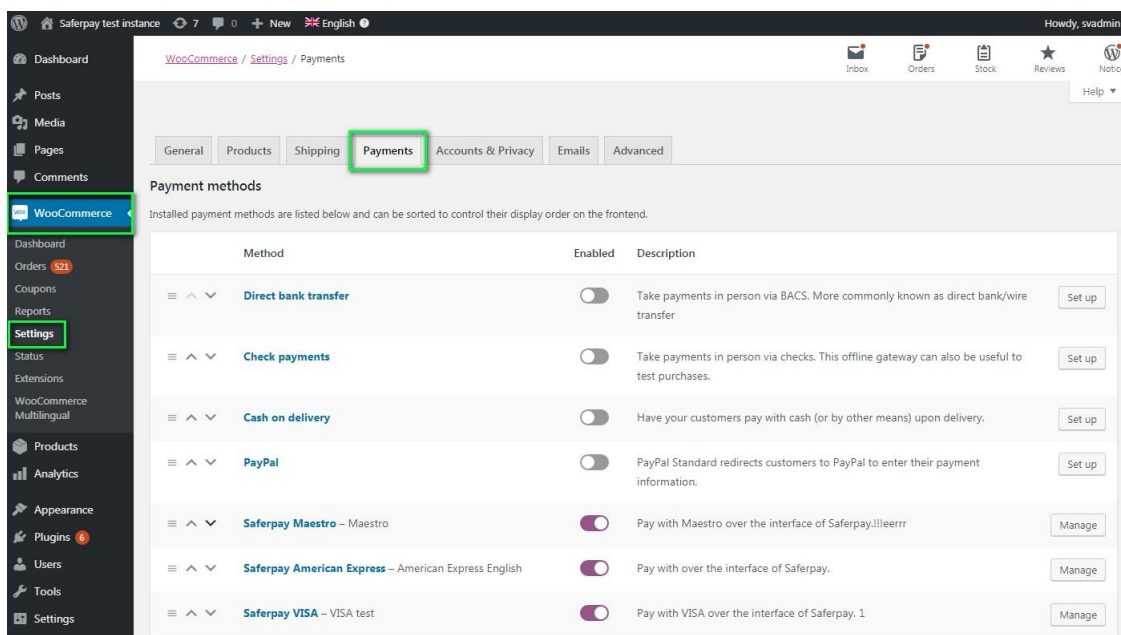 Saferpay test instance 7 0 + New English
Howdy, svadmin
Dashboard
Posts
Media
Pages
Comments
WooCommerce
Dashboard
Orders 521
Coupons
Reports
Settings
Status
Extensions
WooCommerce
Multilingual
Products
Analytics
Appearance
Plugins 6
Users
Tools
Settings
WooCommerce / Settings / Payments
Inbox
Orders
Stock
Reviews
Notic
Help
General Products Shipping Payments Accounts & Privacy Emails Advanced
Payment methods
Installed payment methods are listed below and can be sorted to control their display order on the frontend.
Method Enabled Description
Direct bank transfer
Take payments in person via BACS. More commonly known as direct bank/wire
transfer
Set up
Check payments
Take payments in person via checks. This offline gateway can also be useful to
test purchases.
Set up
Cash on delivery
Have your customers pay with cash (or by other means) upon delivery.
Set up
PayPal
PayPal Standard redirects customers to PayPal to enter their payment
information.
Set up
Saferpay Maestro – Maestro
Pay with Maestro over the interface of Saferpay.!!!eerrr
Manage
Saferpay American Express – American Express English
Pay with over the interface of Saferpay.
Manage
Saferpay VISA – VISA test
Pay with VISA over the interface of Saferpay. 1
Manage